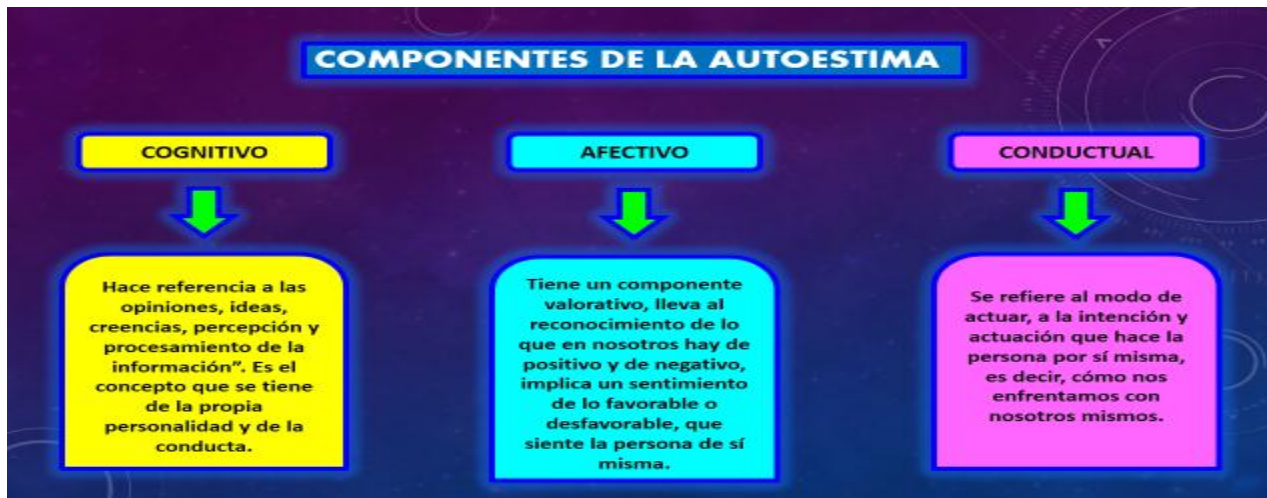 COMPONENTES DE LA AUTOESTIMA
COGNITIVO
Hace referencia a las
opiniones, ideas,
creencias, percepción y
procesamiento de la
información”. Es el
concepto que se tiene
de la propia
personalidad y de la
conducta.
AFECTIVO
Tiene un componente
valorativo, lleva al
reconocimiento de lo
que en nosotros hay de
positivo y de negativo,
implica un sentimiento
de lo favorable o
desfavorable, que
siente la persona de sí
misma.
CONDUCTUAL
Se refiere al modo de
actuar, a la intención y
actuación que hace la
persona por sí misma,
es decir, cómo nos
enfrentamos con
nosotros mismos.